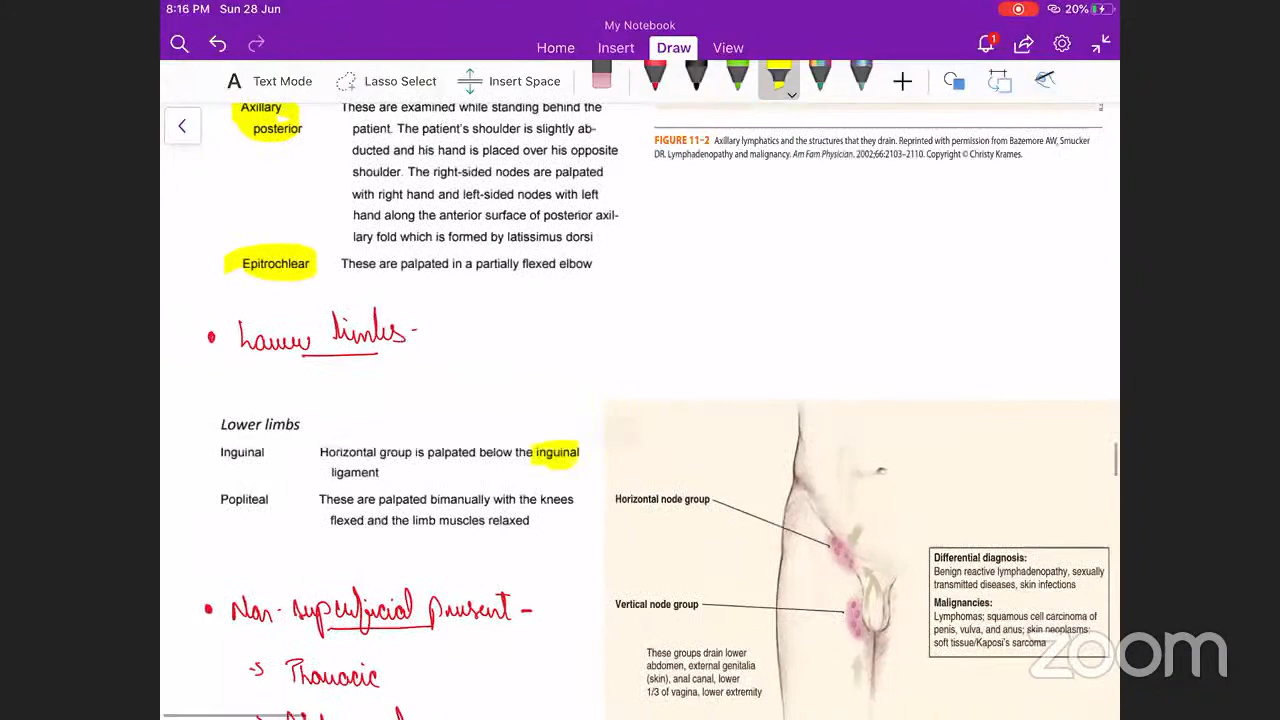 8:16 PM Sun 28 Jun
20%
My Notebook
Home Insert Draw View
1
A Text Mode Lasso Select Insert Space
Axillary These are examined while standing behind the
posterior patient. The patient's shoulder is slightly ab-
ducted and his hand is placed over his opposite
shoulder. The right-sided nodes are palpated
with right hand and left-sided nodes with left
hand along the anterior surface of posterior axil-
lary fold which is formed by latissimus dorsi
Epitrochlear These are palpated in a partially flexed elbow
FIGURE 11-2 Axillary lymphatics and the structures that they drain. Reprinted with permission from Bazemore AW, Smucker
DR. Lymphadenopathy and malignancy. Am Fam Physician. 2002;66:2103–2110. Copyright © Christy Krames.
• Lower limbs -
Lower limbs
Inguinal Horizontal group is palpated below the inguinal
ligament
Popliteal These are palpated bimanually with the knees
flexed and the limb muscles relaxed
• Non-superficial present -
Thoracic
Horizontal node group
Vertical node group
These groups drain lower
abdomen, external genitalia
(skin), anal canal, lower
1/3 of vagina, lower extremity
Differential diagnosis:
Benign reactive lymphadenopathy, sexually
transmitted diseases, skin infections
Malignancies:
Lymphomas; squamous cell carcinoma of
penis, vulva, and anus; skin neoplasms;
soft tissue/Kaposi's sarcoma
zoom